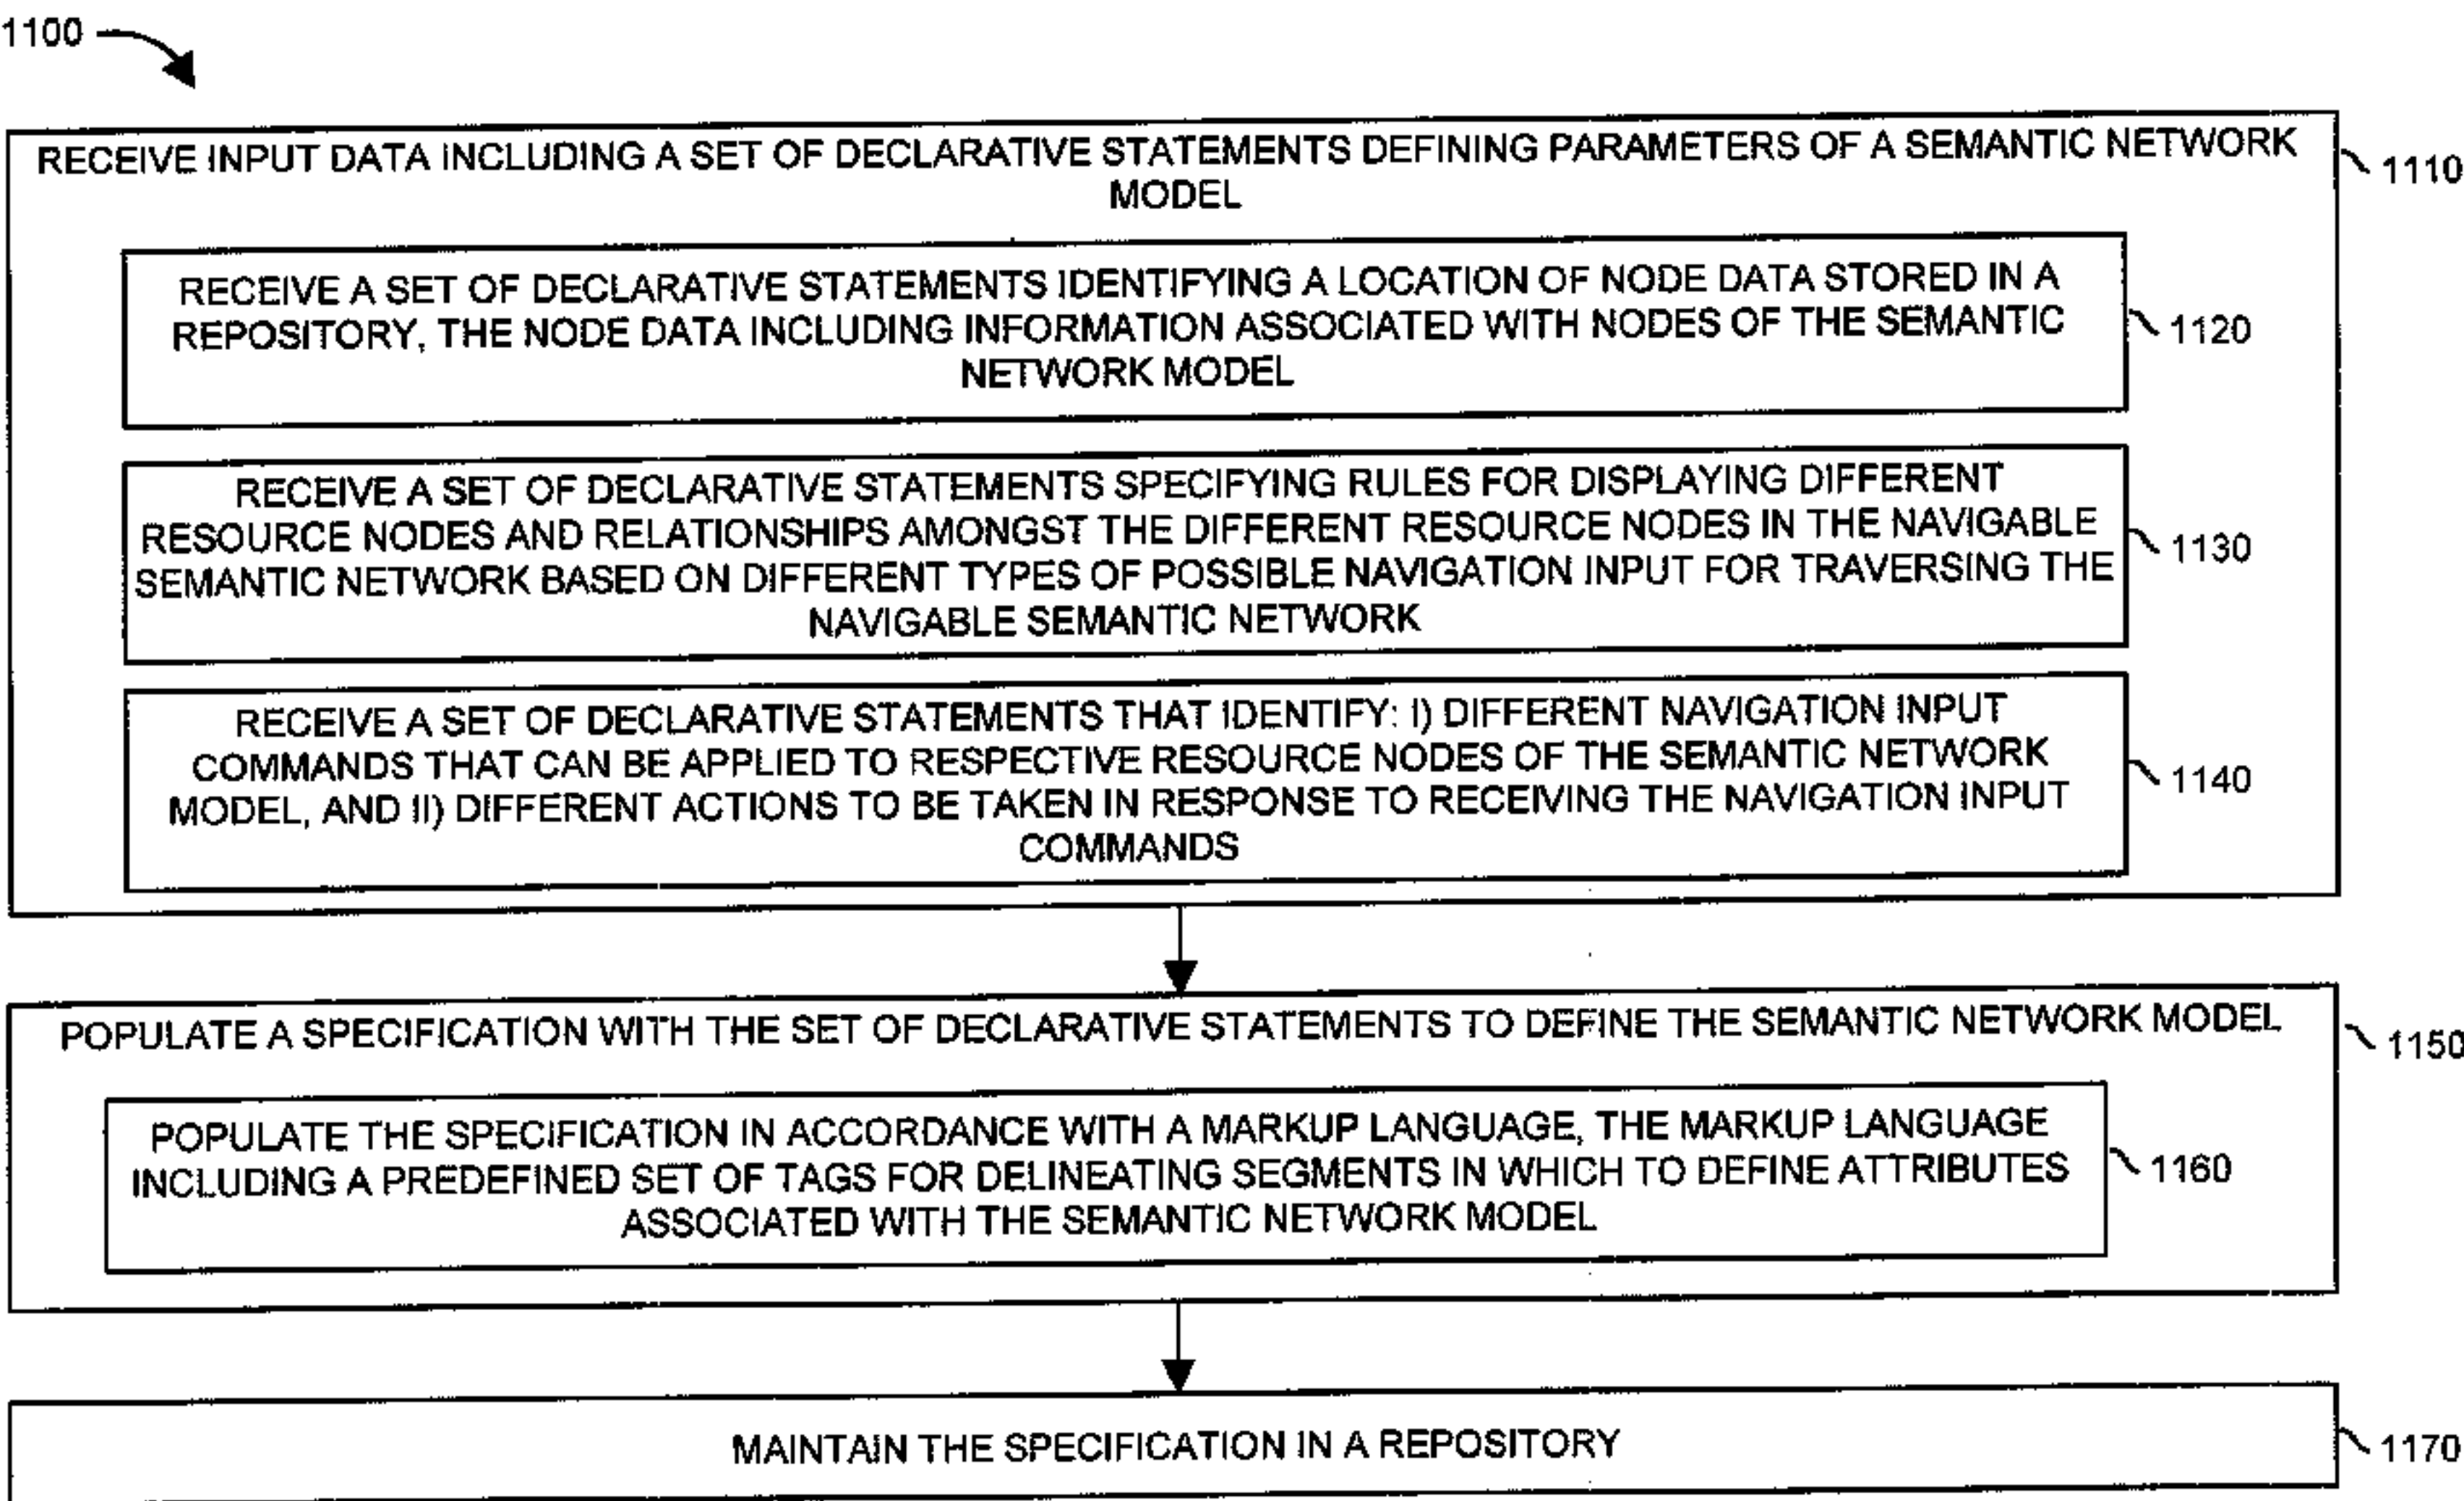 1100
RECEIVE INPUT DATA INCLUDING A SET OF DECLARATIVE STATEMENTS DEFINING PARAMETERS OF A SEMANTIC NETWORK
MODEL
1110
RECEIVE A SET OF DECLARATIVE STATEMENTS IDENTIFYING A LOCATION OF NODE DATA STORED IN A
REPOSITORY, THE NODE DATA INCLUDING INFORMATION ASSOCIATED WITH NODES OF THE SEMANTIC
NETWORK MODEL
1120
RECEIVE A SET OF DECLARATIVE STATEMENTS SPECIFYING RULES FOR DISPLAYING DIFFERENT
RESOURCE NODES AND RELATIONSHIPS AMONGST THE DIFFERENT RESOURCE NODES IN THE NAVIGABLE
SEMANTIC NETWORK BASED ON DIFFERENT TYPES OF POSSIBLE NAVIGATION INPUT FOR TRAVERSING THE
NAVIGABLE SEMANTIC NETWORK
1130
RECEIVE A SET OF DECLARATIVE STATEMENTS THAT IDENTIFY: I) DIFFERENT NAVIGATION INPUT
COMMANDS THAT CAN BE APPLIED TO RESPECTIVE RESOURCE NODES OF THE SEMANTIC NETWORK
MODEL, AND II) DIFFERENT ACTIONS TO BE TAKEN IN RESPONSE TO RECEIVING THE NAVIGATION INPUT
COMMANDS
1140
POPULATE A SPECIFICATION WITH THE SET OF DECLARATIVE STATEMENTS TO DEFINE THE SEMANTIC NETWORK MODEL
1150
POPULATE THE SPECIFICATION IN ACCORDANCE WITH A MARKUP LANGUAGE, THE MARKUP LANGUAGE
INCLUDING A PREDEFINED SET OF TAGS FOR DELINEATING SEGMENTS IN WHICH TO DEFINE ATTRIBUTES
ASSOCIATED WITH THE SEMANTIC NETWORK MODEL
1160
MAINTAIN THE SPECIFICATION IN A REPOSITORY
1170